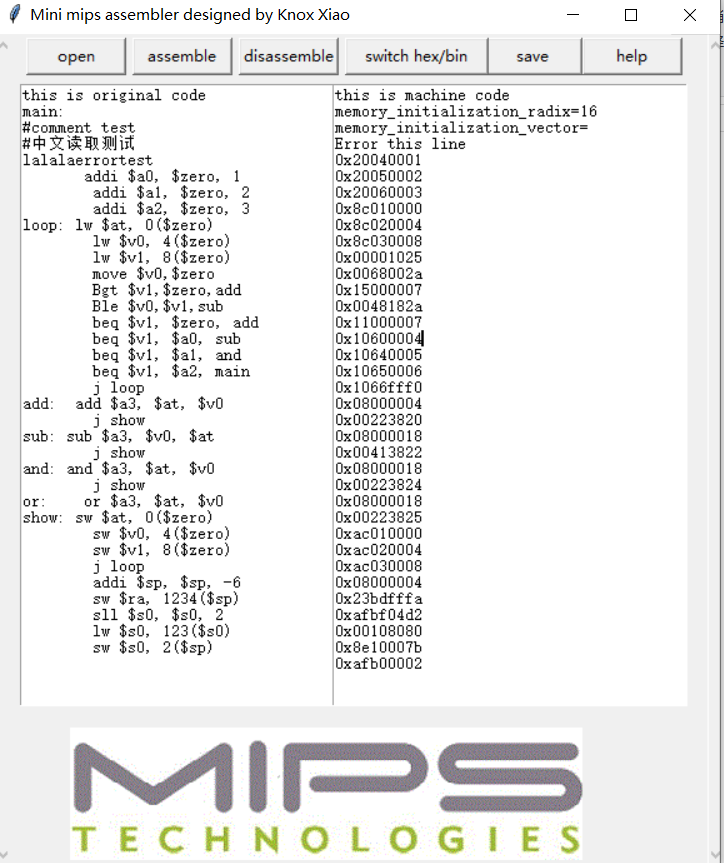 Mini mips assembler designed by Knox Xiao
open assemble disassemble switch hex/bin save help
this is original code
main:
#comment test
#中文读取测试
lalalaerrortest
addi $a0, $zero, 1
addi $a1, $zero, 2
addi $a2, $zero, 3
loop: lw $at, 0($zero)
lw $v0, 4($zero)
lw $v1, 8($zero)
move $v0,$zero
Bgt $v1,$zero,add
Ble $v0,$v1,sub
beq $v1, $zero, add
beq $v1, $a0, sub
beq $v1, $a1, and
beq $v1, $a2, main
j loop
add: add $a3, $at, $v0
j show
sub: sub $a3, $v0, $at
j show
and: and $a3, $at, $v0
j show
or: or $a3, $at, $v0
show: sw $at, 0($zero)
sw $v0, 4($zero)
sw $v1, 8($zero)
j loop
addi $sp, $sp, -6
sw $ra, 1234($sp)
sll $s0, $s0, 2
lw $s0, 123($s0)
sw $s0, 2($sp)
this is machine code
memory_initialization_radix=16
memory_initialization_vector=
Error this line
0x20040001
0x20050002
0x20060003
0x8c010000
0x8c020004
0x8c030008
0x00001025
0x0068002a
0x15000007
0x0048182a
0x11000007
0x10600004
0x10640005
0x10650006
0x1066fff0
0x08000004
0x00223820
0x08000018
0x00413822
0x08000018
0x00223824
0x08000018
0x00223825
0xac010000
0xac020004
0xac030008
0x08000004
0x23bdfffa
0xafbf04d2
0x00108080
0x8e10007b
0xafb00002
MIPS
TECHNOLOGIES